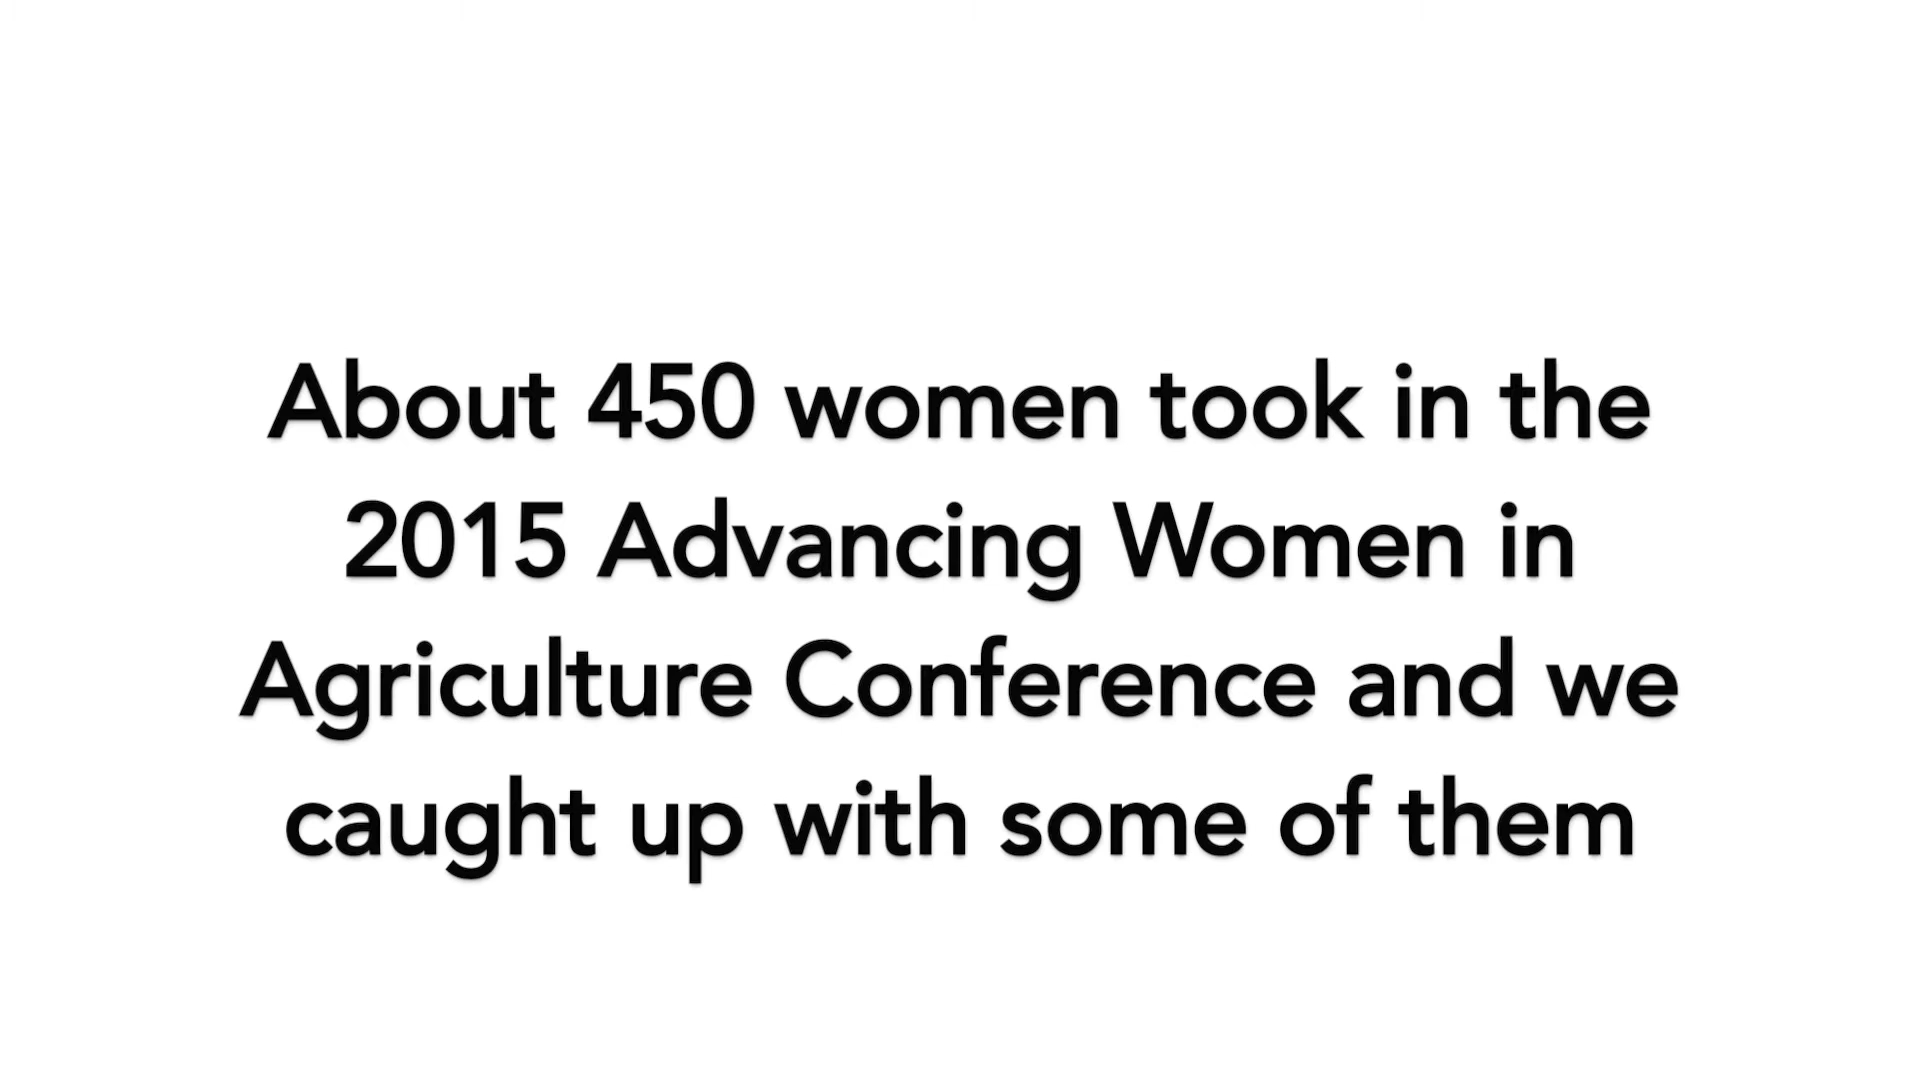 About 450 women took in the
2015 Advancing Women in
Agriculture Conference and we
caught up with some of them